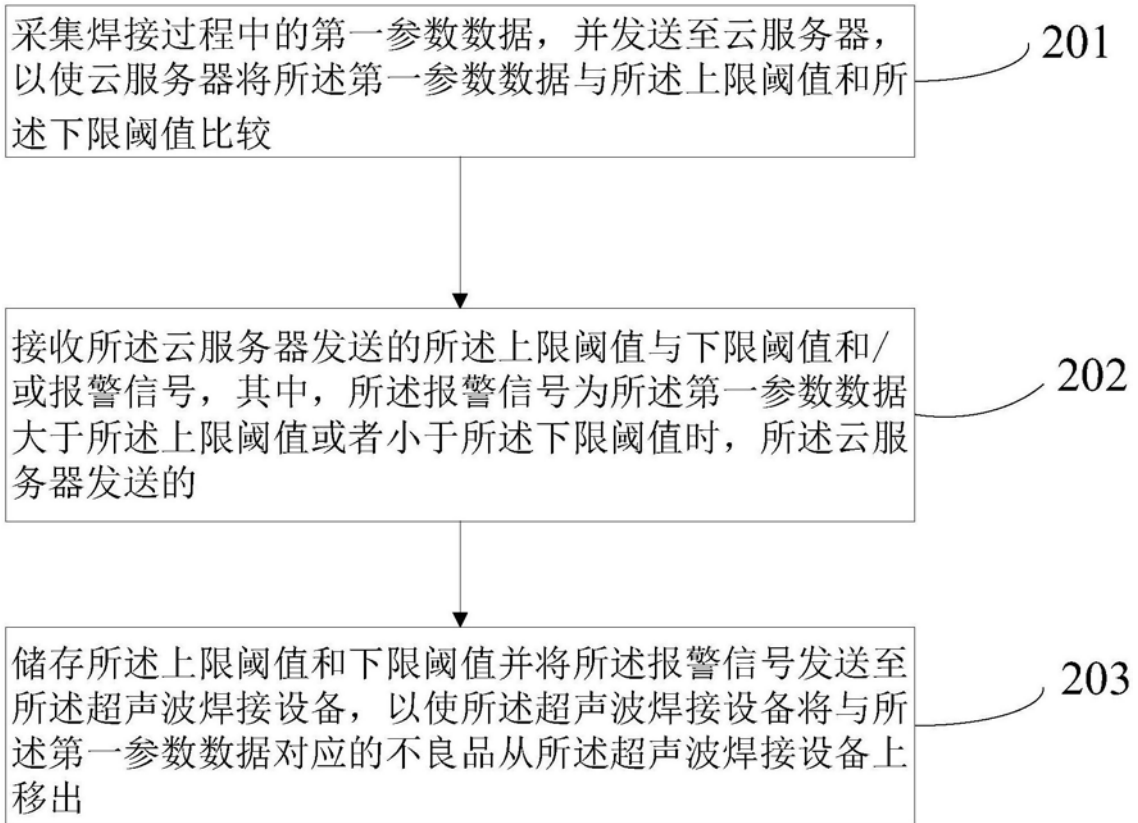 采集焊接过程中的第一参数数据，并发送至云服务器，
以使云服务器将所述第一参数数据与所述上限阈值和所
述下限阈值比较
201
接收所述云服务器发送的所述上限阈值与下限阈值和/
或报警信号，其中，所述报警信号为所述第一参数数据
大于所述上限阈值或者小于所述下限阈值时，所述云服
务器发送的
202
储存所述上限阈值和下限阈值并将所述报警信号发送至
所述超声波焊接设备，以使所述超声波焊接设备将与所
述第一参数数据对应的不良品从所述超声波焊接设备上
移出
203